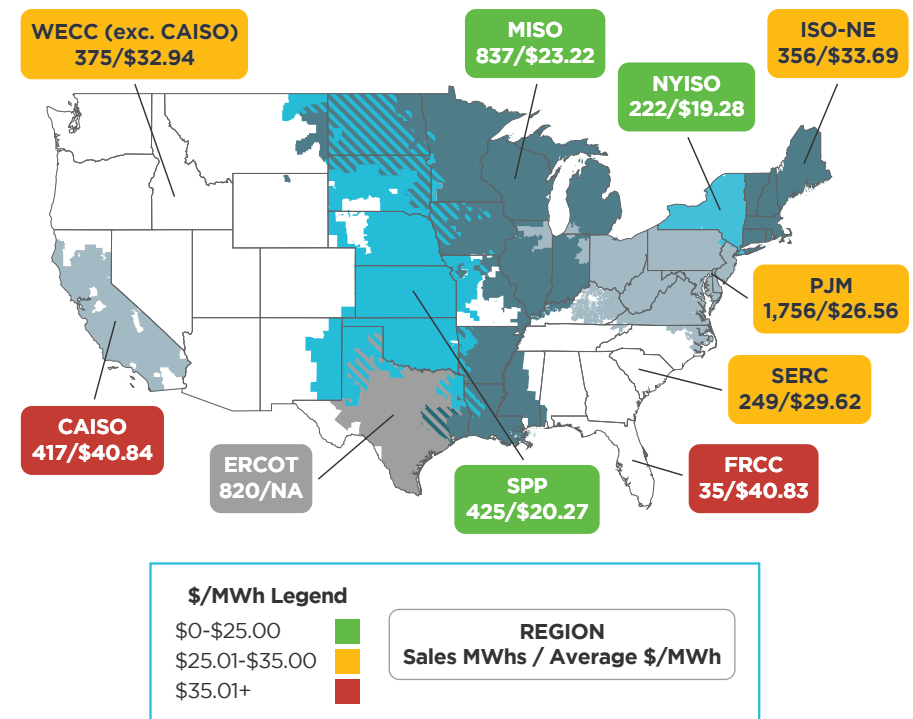 WECC (exc. CAISO)
375/$32.94
MISO
837/$23.22
ISO-NE
356/$33.69
NYISO
222/$19.28
PJM
1,756/$26.56
SERC
249/$29.62
CAISO
417/$40.84
ERCOT
820/NA
SPP
425/$20.27
FRCC
35/$40.83
$/MWh Legend
$0-$25.00
$25.01-$35.00
$35.01+
REGION
Sales MWhs / Average $/MWh